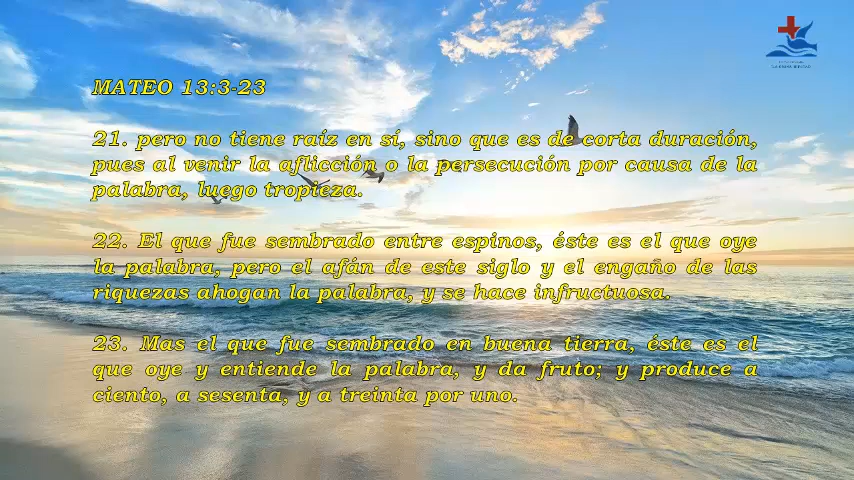 MATEO 13:3-23
21. pero no tiene raíz en sí, sino que es de corta duración,
pues al venir la aflicción o la persecución por causa de la
palabra, luego tropieza.
22. El que fue sembrado entre espinos, éste es el que oye
la palabra, pero el afán de este siglo y el engaño de las
riquezas ahogan la palabra, y se hace infructuosa.
23. Mas el que fue sembrado en buena tierra, éste es el
que oye y entiende la palabra, y da fruto; y produce a
ciento, a sesenta, y a treinta por uno.